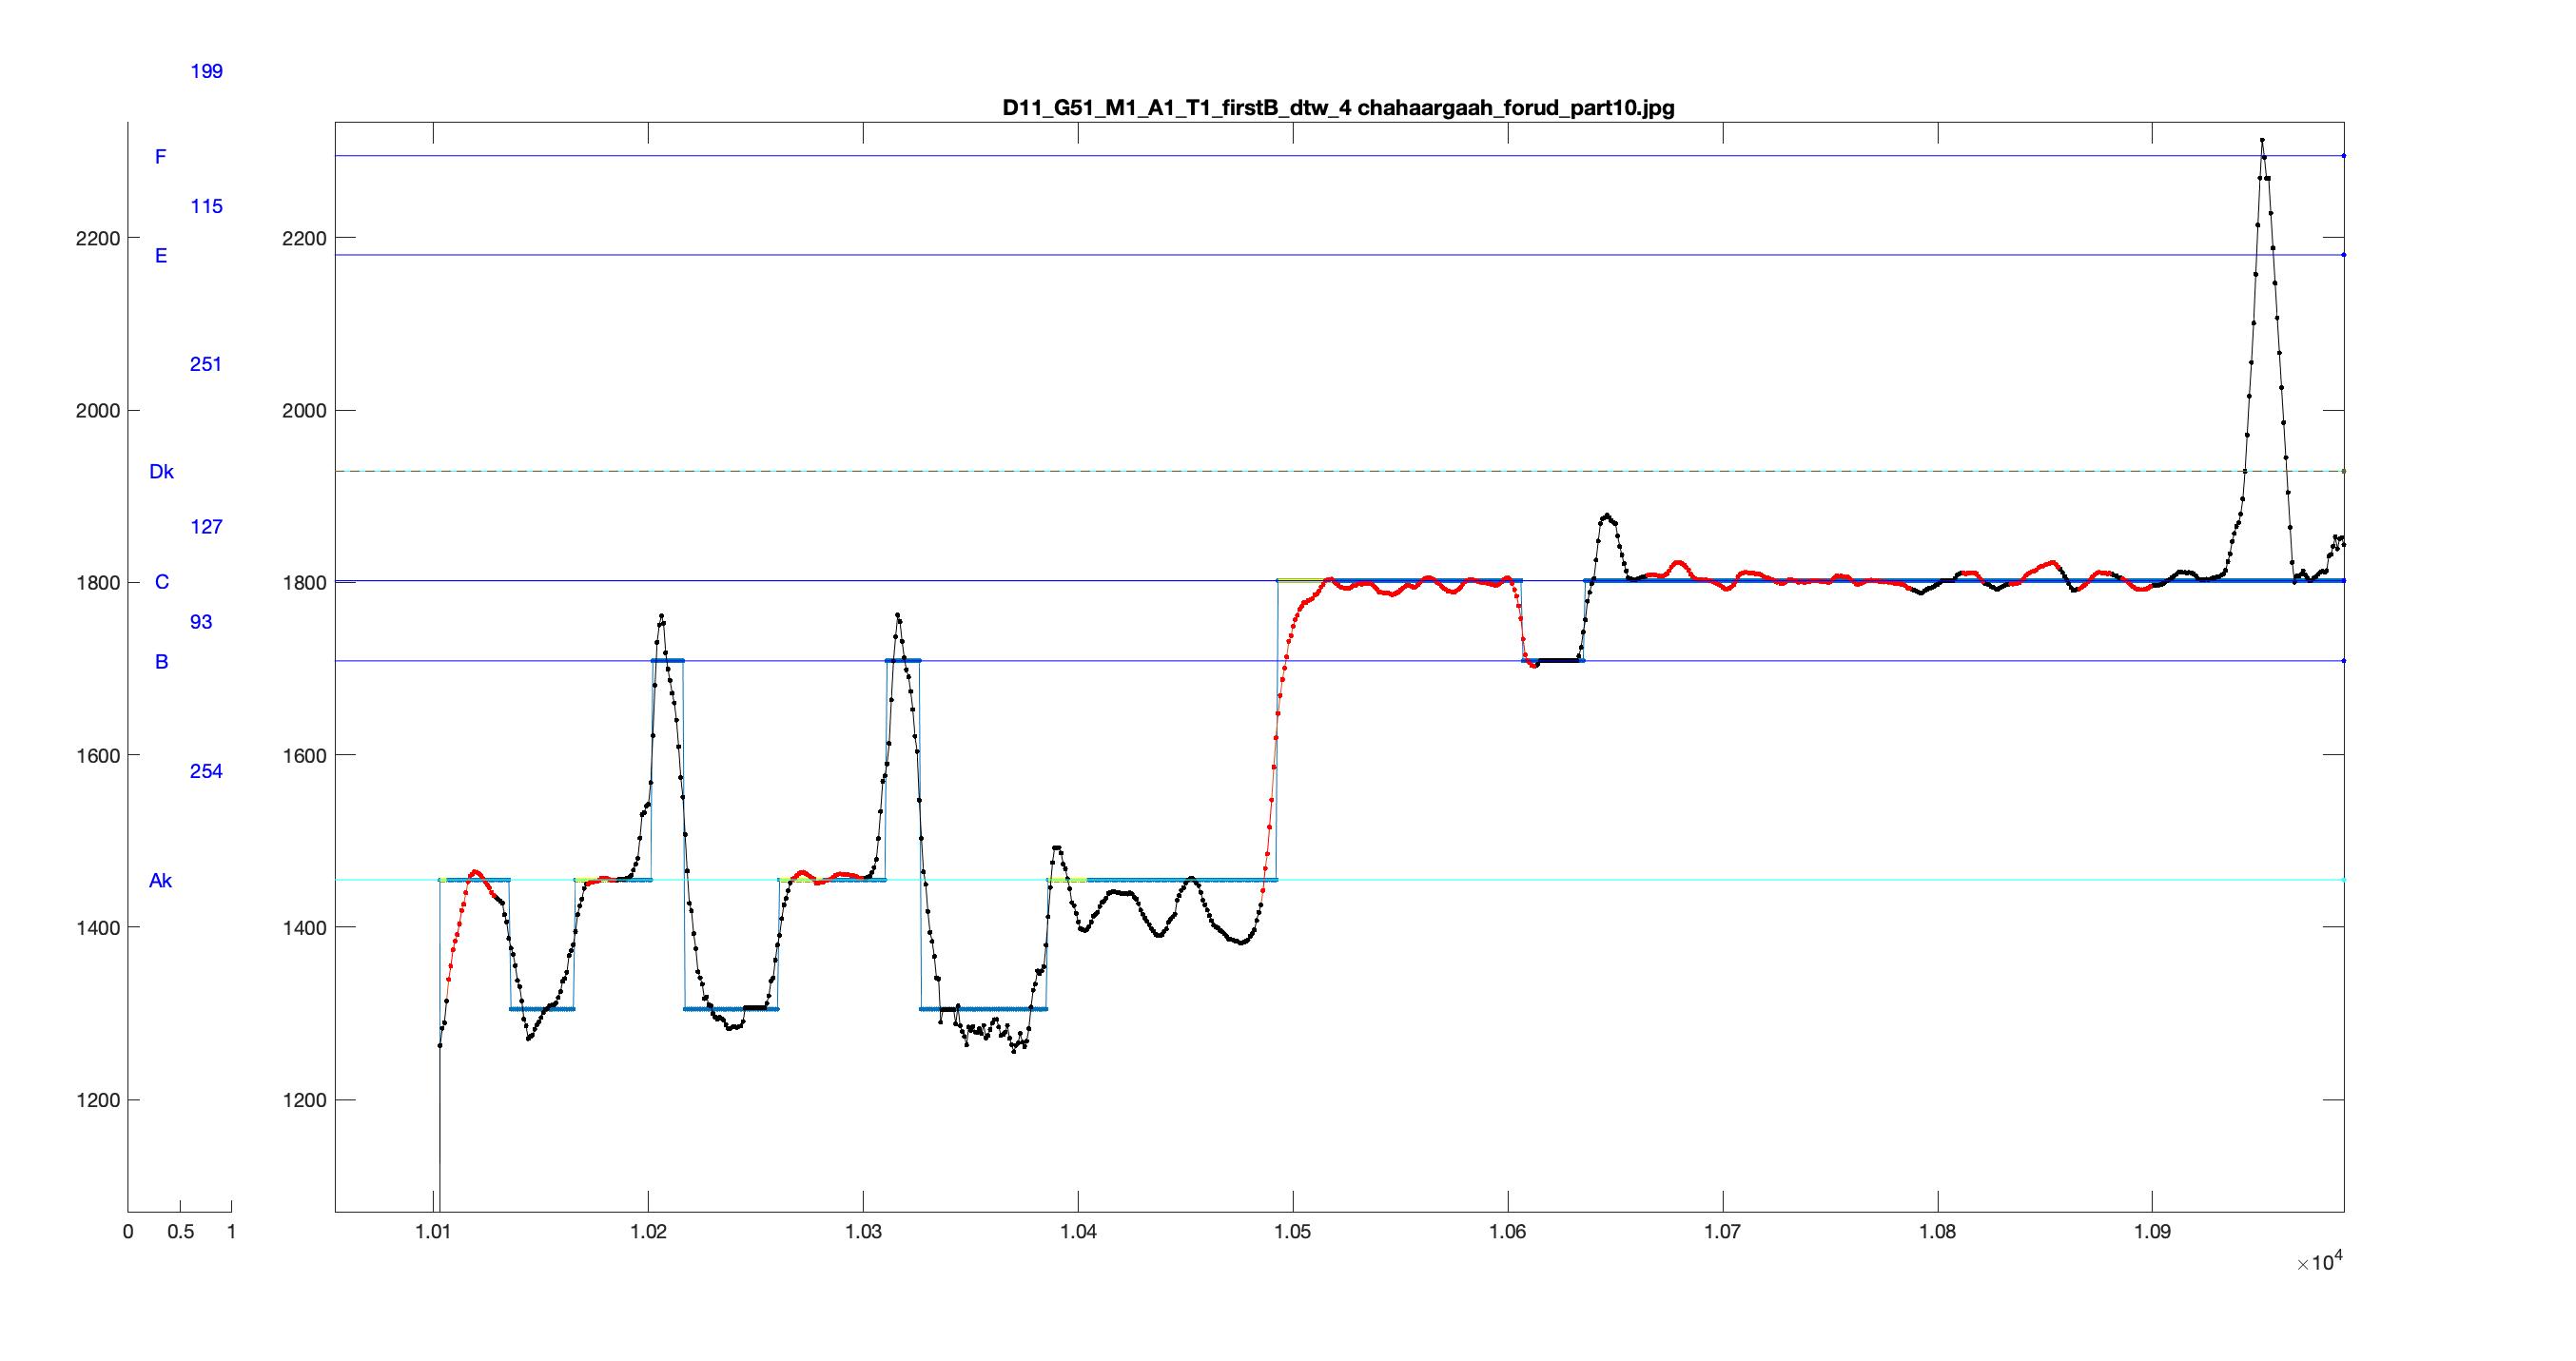 199
D11_G51_M1_A1_T1_firstB_dtw_4 chahaargaah_forud_part10.jpg
F
115
2200 2200
E
251
2000 2000
Dk
127
1800 C 1800
93
B
1600 1600
254
Ak
1400 1400
1200 1200
0 0.5 1 1.01 1.02 1.03 1.04 1.05 1.06 1.07 1.08 1.09
×10^4